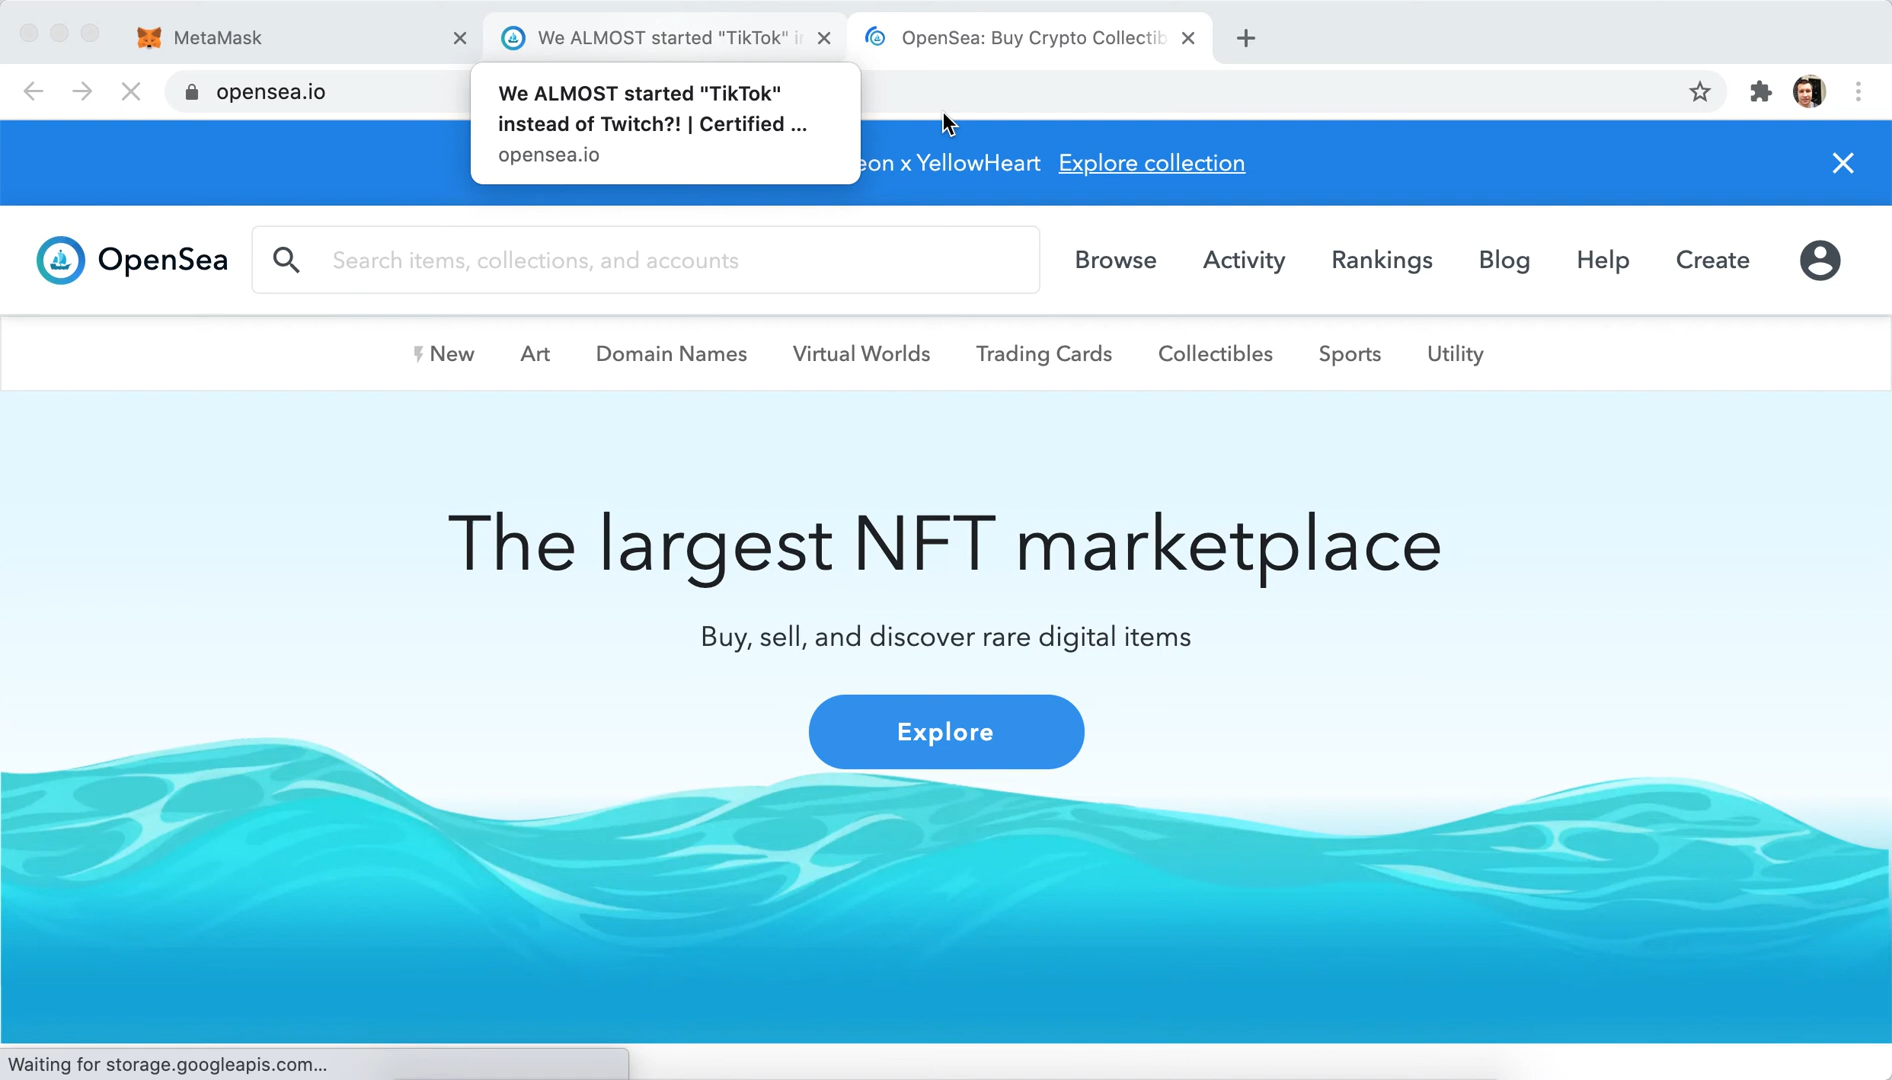 MetaMask
We ALMOST started "TikTok" i
OpenSea: Buy Crypto Collectib
opensea.io
We ALMOST started "TikTok"
instead of Twitch?! | Certified ...
opensea.io
eon x YellowHeart Explore collection
OpenSea
Search items, collections, and accounts
Browse
Activity
Rankings
Blog
Help
Create
New
Art
Domain Names
Virtual Worlds
Trading Cards
Collectibles
Sports
Utility
The largest NFT marketplace
Buy, sell, and discover rare digital items
Explore
Waiting for storage.googleapis.com...